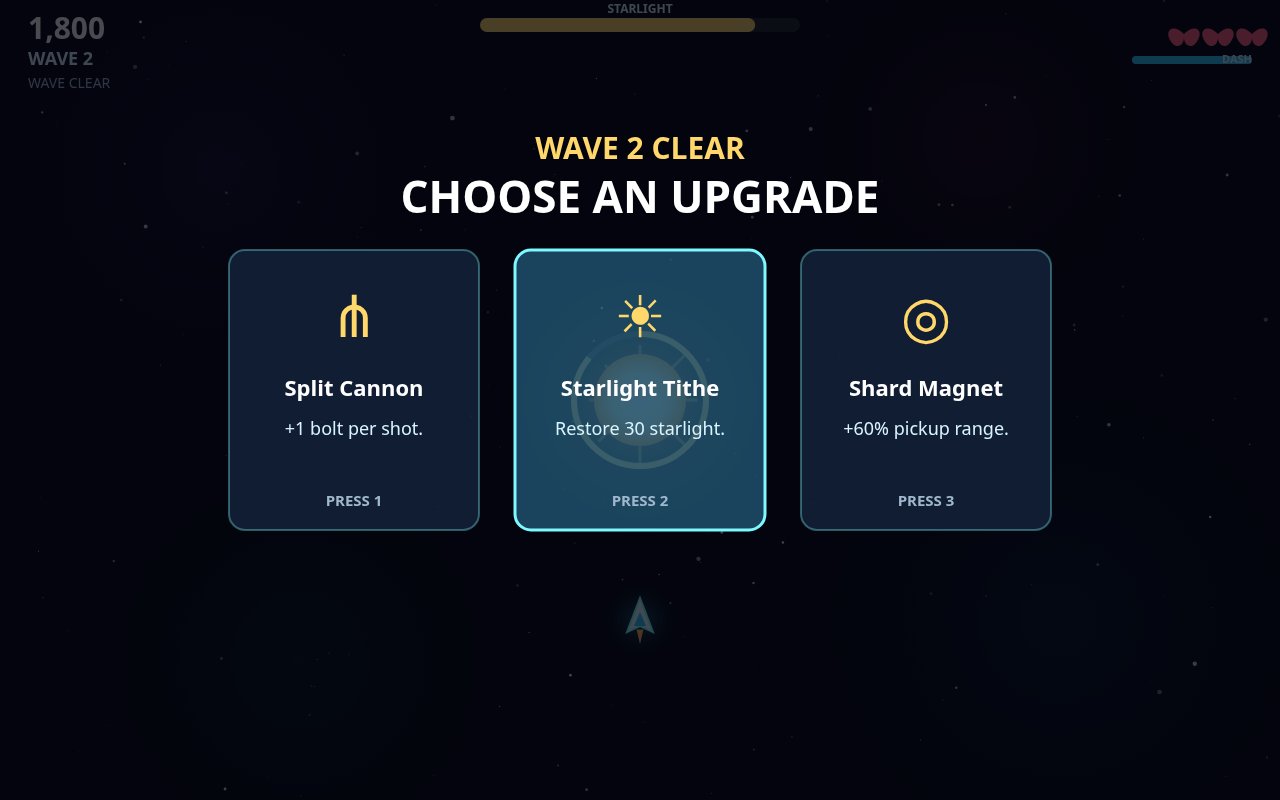 1,800
WAVE 2
WAVE CLEAR
STARLIGHT
DASH
WAVE 2 CLEAR
CHOOSE AN UPGRADE
Split Cannon
+1 bolt per shot.
PRESS 1
Starlight Tithe
Restore 30 starlight.
PRESS 2
Shard Magnet
+60% pickup range.
PRESS 3